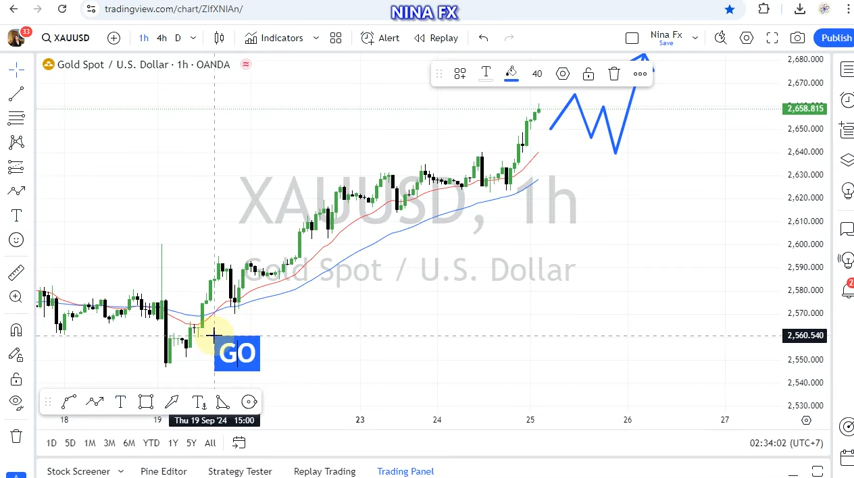 NINA FX
tradingview.com/chart/ZIfXNIAn/
33
XAUUSD
1h 4h D
Indicators
Alert
Replay
Nina Fx
Save
Publish
Gold Spot / U.S. Dollar · 1h · OANDA
40
XAUUSD, 1h
Gold Spot / U.S. Dollar
GO
2,680.000
2,670.000
2,658.815
2,650.000
2,640.000
2,630.000
2,620.000
2,610.000
2,600.000
2,590.000
2,580.000
2,570.000
2,560.540
2,550.000
2,540.000
2,530.000
18
19
Thu 19 Sep '24 15:00
23
24
25
26
27
1D 5D 1M 3M 6M YTD 1Y 5Y All
02:34:02 (UTC+7)
Stock Screener
Pine Editor
Strategy Tester
Replay Trading
Trading Panel